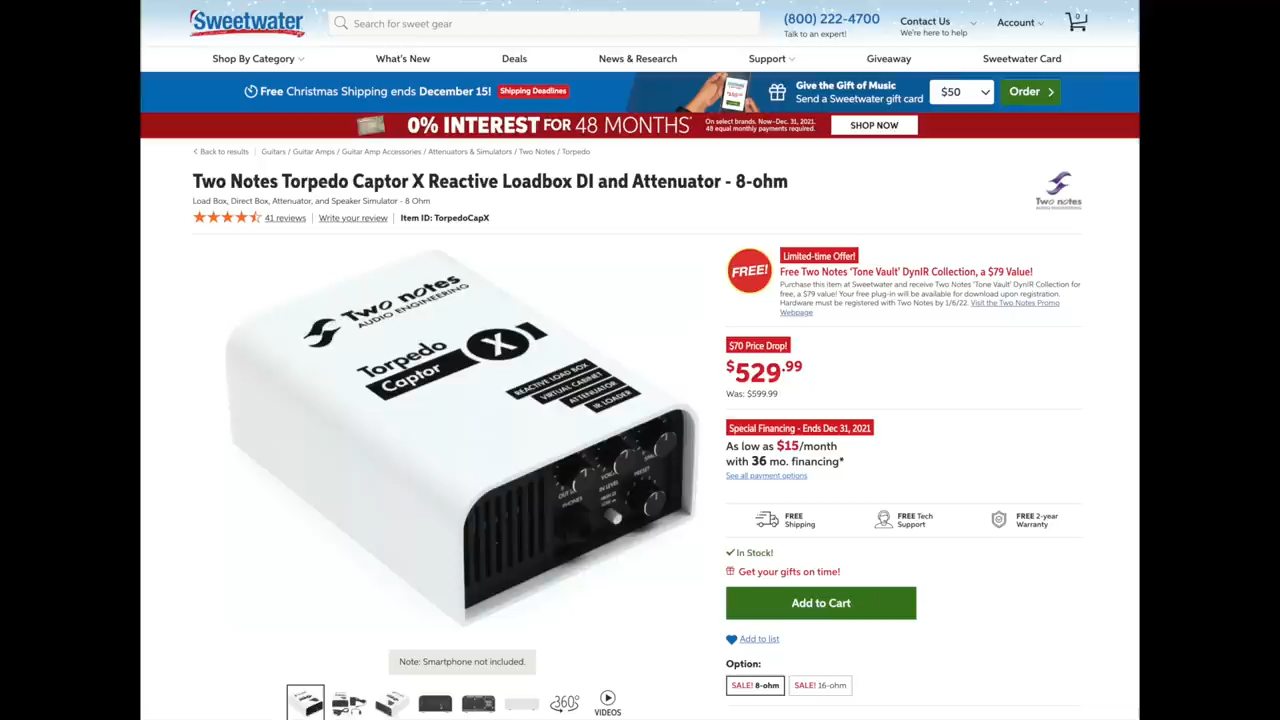 Sweetwater
Search for sweet gear
(800) 222-4700
Talk to an expert!
Contact Us
We're here to help
Account
0
Shop By Category
What's New
Deals
News & Research
Support
Giveaway
Sweetwater Card
Free Christmas Shipping ends December 15! Shipping Deadlines
Give the Gift of Music
Send a Sweetwater gift card
$50
Order
0% INTEREST FOR 48 MONTHS*
On select brands. Now–Dec. 31, 2021.
48 equal monthly payments required.
SHOP NOW
Back to results
Guitars / Guitar Amps / Guitar Amp Accessories / Attenuators & Simulators / Two Notes / Torpedo
Two Notes Torpedo Captor X Reactive Loadbox DI and Attenuator - 8-ohm
Load Box, Direct Box, Attenuator, and Speaker Simulator - 8 Ohm
41 reviews
Write your review
Item ID: TorpedoCapX
Two notes
AUDIO ENGINEERING
Two notes
AUDIO ENGINEERING
Torpedo
Captor
X
REACTIVE LOAD BOX
VIRTUAL CABINET
ATTENUATOR
IR LOADER
OUT LEVEL
PHONES
VOICING
IN LEVEL
PRESET
FREE!
Limited-time Offer!
Free Two Notes 'Tone Vault' DynIR Collection, a $79 Value!
Purchase this item at Sweetwater and receive Two Notes 'Tone Vault' DynIR Collection for
free, a $79 value! Your free plug-in will be available for download upon registration.
Hardware must be registered with Two Notes by 1/6/22. Visit the Two Notes Promo
Webpage
$70 Price Drop!
$529.99
Was: $599.99
Special Financing - Ends Dec 31, 2021
As low as $15/month
with 36 mo. financing*
See all payment options
FREE
Shipping
FREE Tech
Support
FREE 2-year
Warranty
In Stock!
Get your gifts on time!
Add to Cart
Add to list
Option:
SALE! 8-ohm
SALE! 16-ohm
Note: Smartphone not included.
360°
VIDEOS